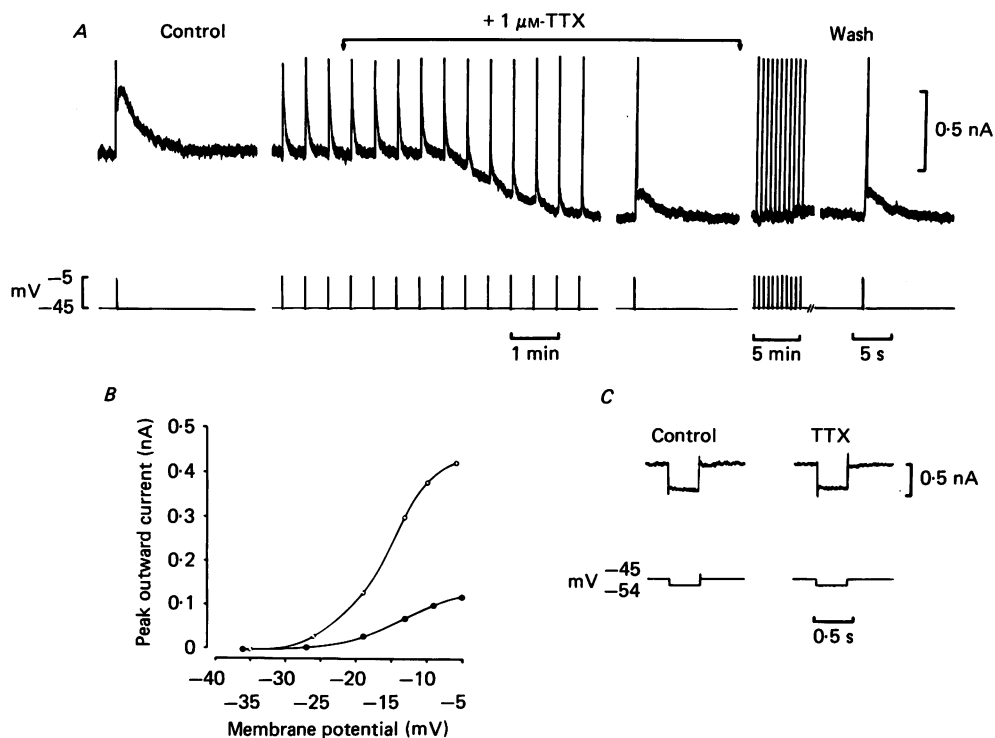 A
Control
+ 1 μM-TTX
Wash
0·5 nA
mV
−5
−45
1 min
5 min
5 s
B
Peak outward current (nA)
0·5
0·4
0·3
0·2
0·1
0
−40 −30 −20 −10
−35 −25 −15 −5
Membrane potential (mV)
C
Control
TTX
0·5 nA
mV
−45
−54
0·5 s